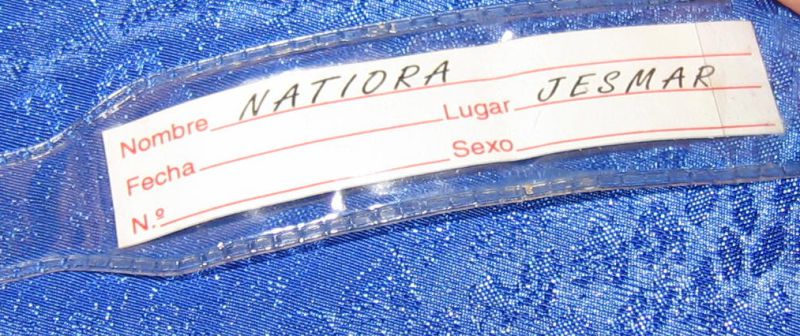 Nombre NATIORA Lugar JESMAR
Fecha Sexo
N.º